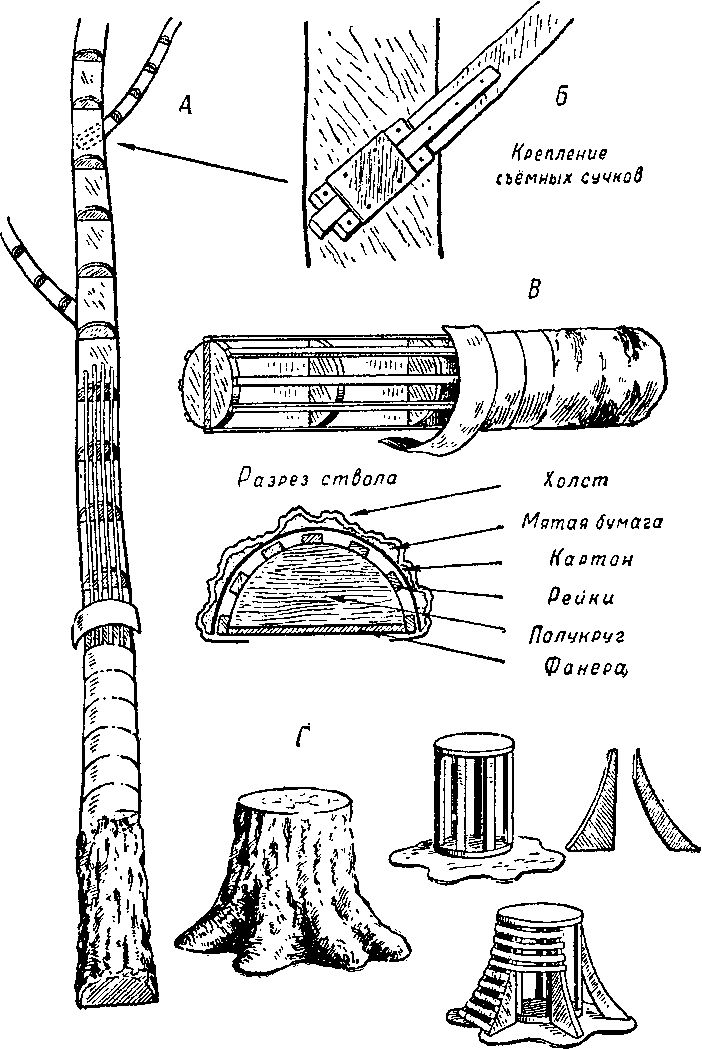 А
Б
Крепление
съёмных сучков
В
Разрез ствола
Холст
Мятая бумага
Картон
Рейки
Полукруг
Фанера
Г